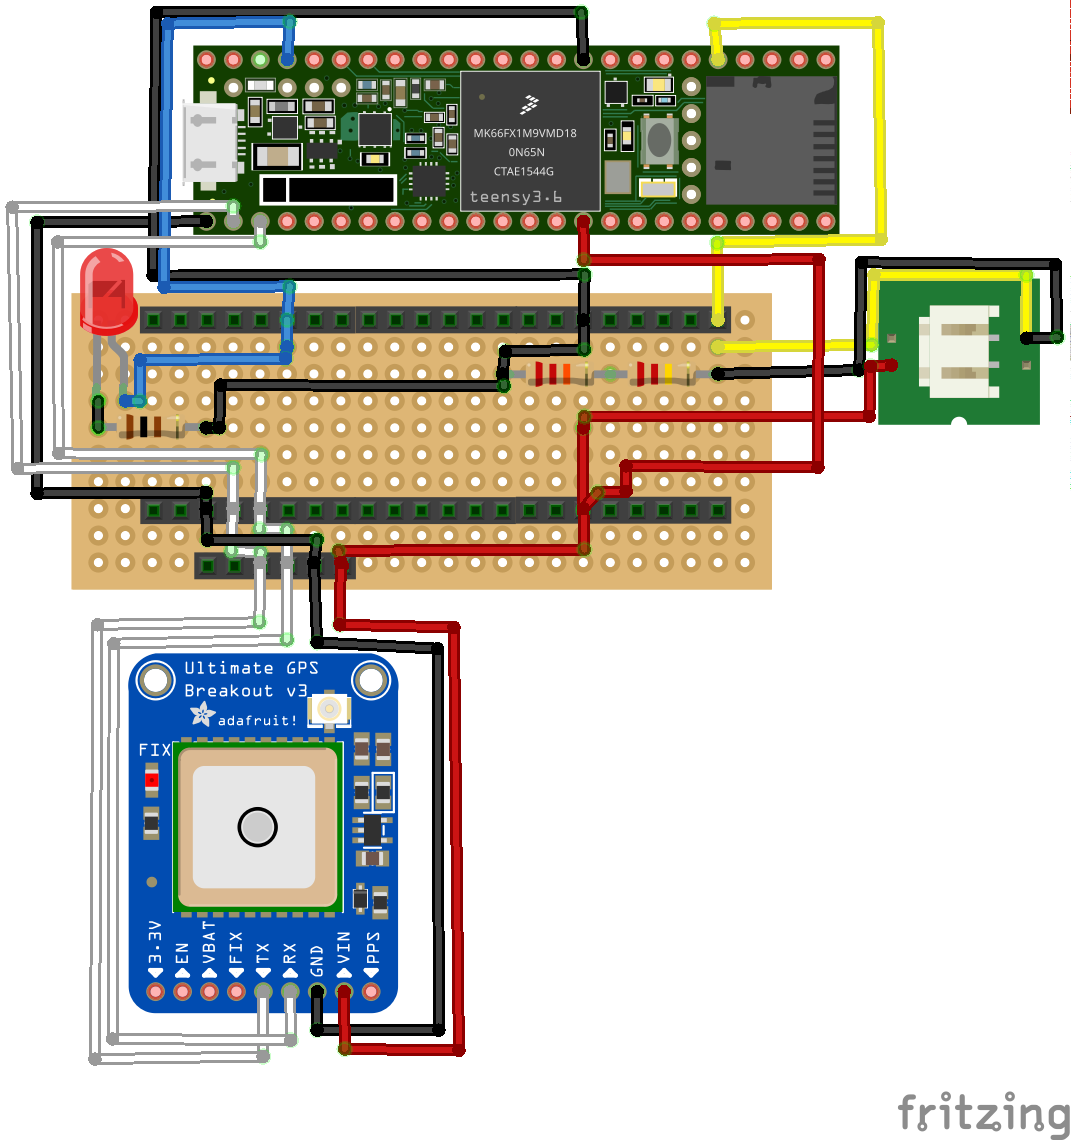 MK66FX1M9VMD18
0N65N
CTAE1544G
teensy3.6
Ultimate GPS
Breakout v3
adafruit!
FIX
3.3V
EN
VBAT
FIX
TX
RX
GND
VIN
PPS
fritzing